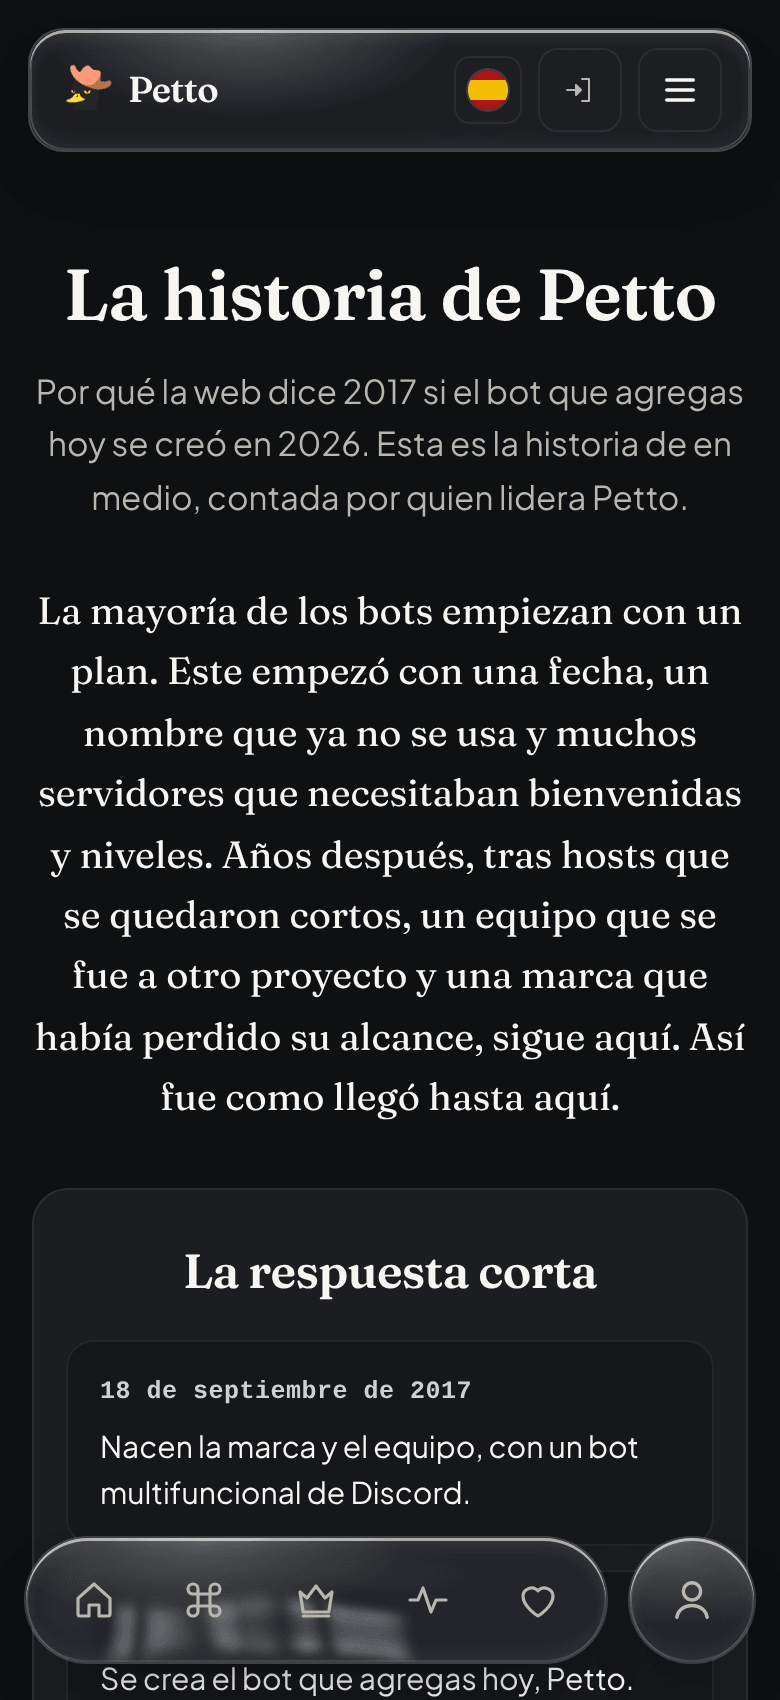 Petto
La historia de Petto
Por qué la web dice 2017 si el bot que agregas
hoy se creó en 2026. Esta es la historia de en
medio, contada por quien lidera Petto.
La mayoría de los bots empiezan con un
plan. Este empezó con una fecha, un
nombre que ya no se usa y muchos
servidores que necesitaban bienvenidas
y niveles. Años después, tras hosts que
se quedaron cortos, un equipo que se
fue a otro proyecto y una marca que
había perdido su alcance, sigue aquí. Así
fue como llegó hasta aquí.
La respuesta corta
18 de septiembre de 2017
Nacen la marca y el equipo, con un bot
multifuncional de Discord.
Se crea el bot que agregas hoy, Petto.